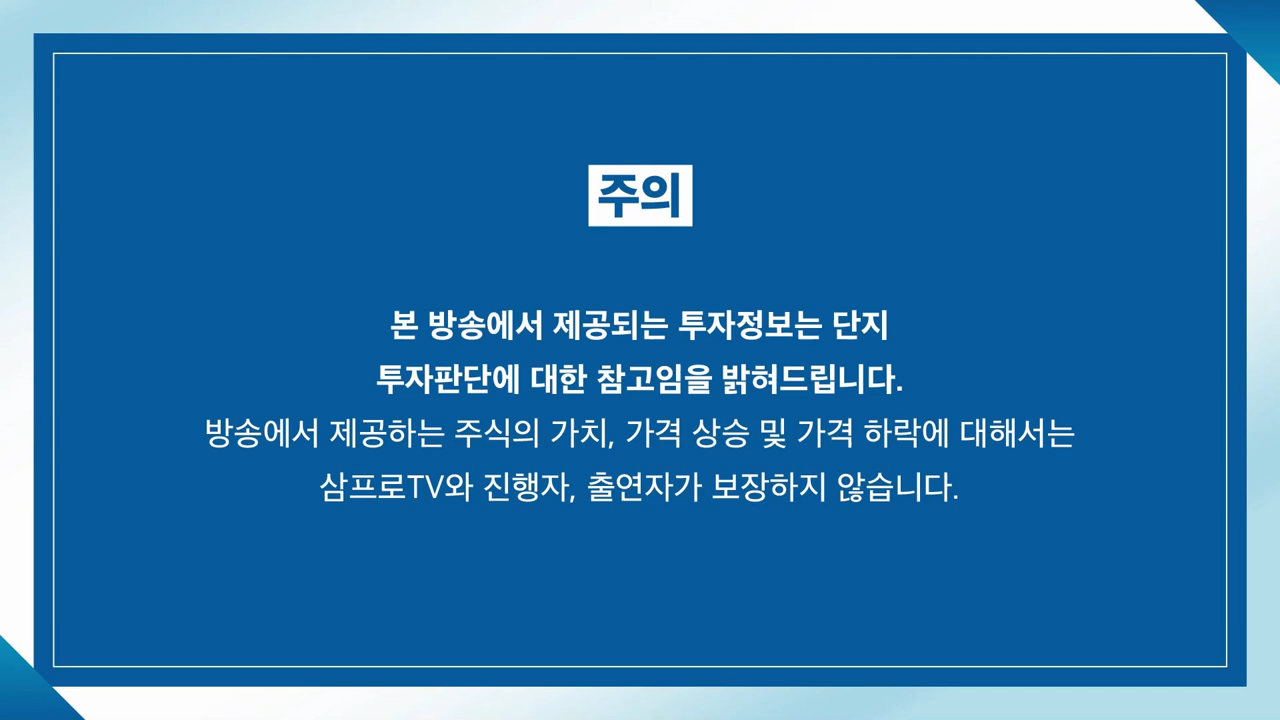 주의
본 방송에서 제공되는 투자정보는 단지
투자판단에 대한 참고임을 밝혀드립니다.
방송에서 제공하는 주식의 가치, 가격 상승 및 가격 하락에 대해서는
삼프로TV와 진행자, 출연자가 보장하지 않습니다.